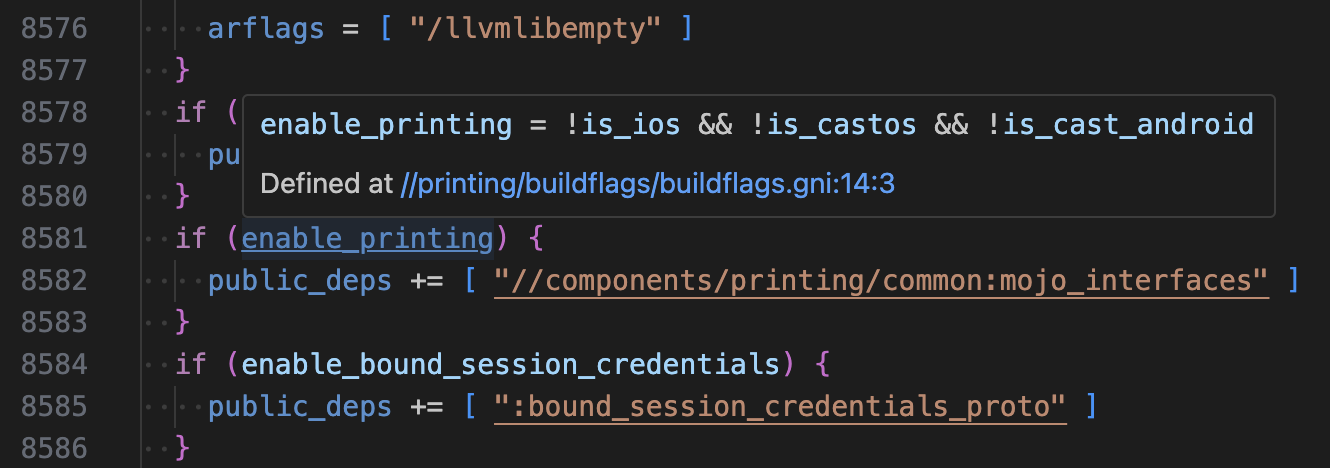 8576 arflags = [ "/llvmlibempty" ]
8577 }
8578 if (
enable_printing = !is_ios && !is_castos && !is_cast_android
8579 pu
Defined at //printing/buildflags/buildflags.gni:14:3
8580 }
8581 if (enable_printing) {
8582 public_deps += [ "//components/printing/common:mojo_interfaces" ]
8583 }
8584 if (enable_bound_session_credentials) {
8585 public_deps += [ ":bound_session_credentials_proto" ]
8586 }